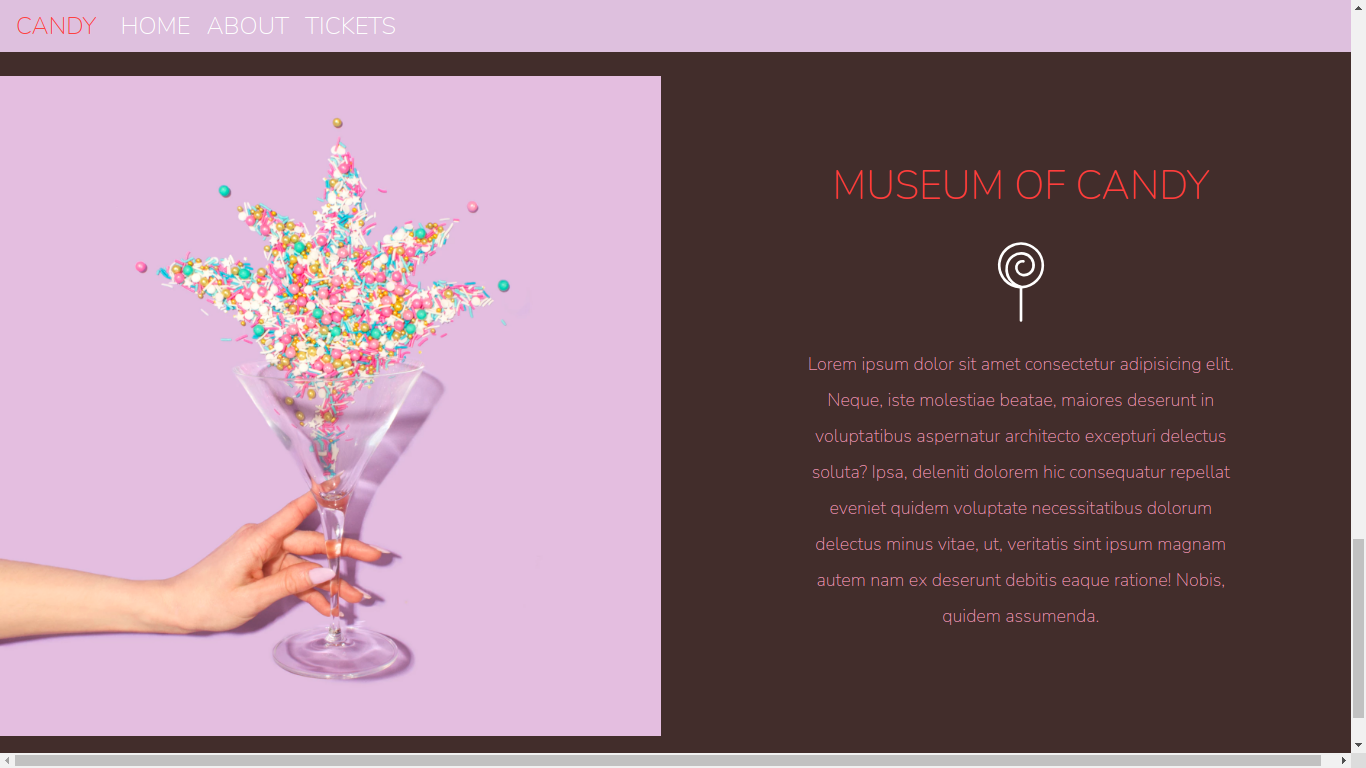 CANDY HOME ABOUT TICKETS
MUSEUM OF CANDY
Lorem ipsum dolor sit amet consectetur adipisicing elit.
Neque, iste molestiae beatae, maiores deserunt in
voluptatibus aspernatur architecto excepturi delectus
soluta? Ipsa, deleniti dolorem hic consequatur repellat
eveniet quidem voluptate necessitatibus dolorum
delectus minus vitae, ut, veritatis sint ipsum magnam
autem nam ex deserunt debitis eaque ratione! Nobis,
quidem assumenda.